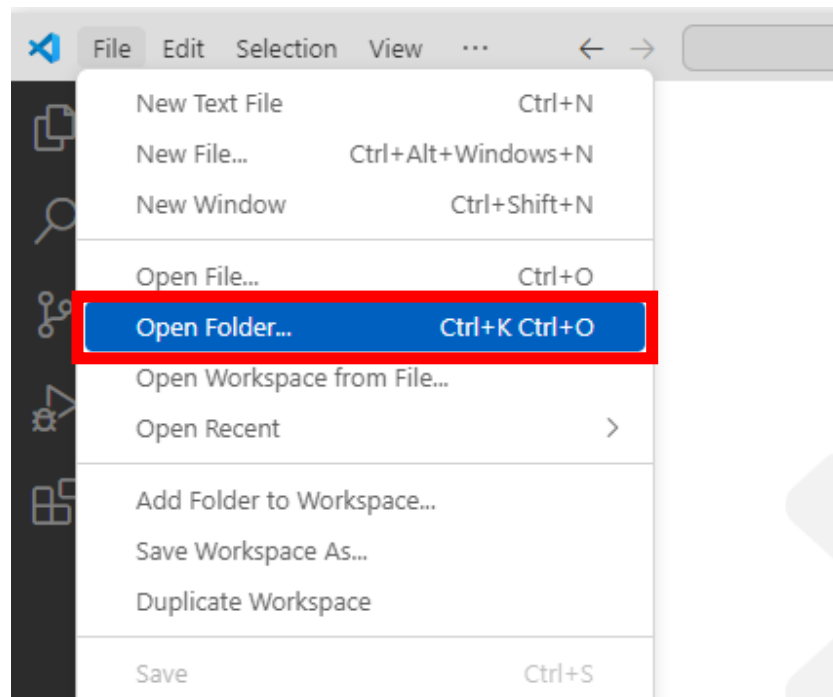 File Edit Selection View ...
New Text File Ctrl+N
New File... Ctrl+Alt+Windows+N
New Window Ctrl+Shift+N
Open File... Ctrl+O
Open Folder... Ctrl+K Ctrl+O
Open Workspace from File...
Open Recent
Add Folder to Workspace...
Save Workspace As...
Duplicate Workspace
Save Ctrl+S